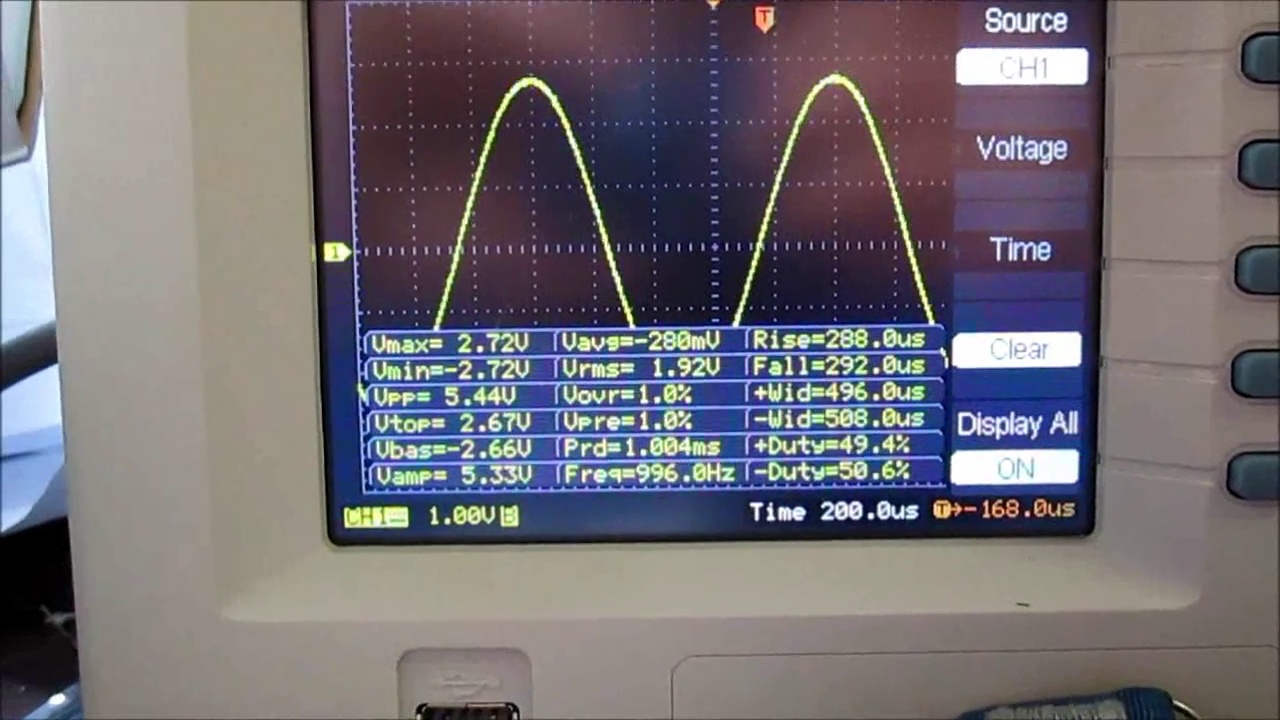 T
Source
CH1
Voltage
1
Time
Vmax= 2.72V Vavg=-280mV Rise=288.0us
Vmin=-2.72V Vrms= 1.92V Fall=292.0us
Vpp= 5.44V Vovr=1.0% +Wid=496.0us
Vtop= 2.67V Vpre=1.0% -Wid=508.0us
Vbas=-2.66V Prd=1.004ms +Duty=49.4%
Vamp= 5.33V Freq=996.0Hz -Duty=50.6%
Clear
Display All
ON
CH1 1.00V B Time 200.0us T→-168.0us